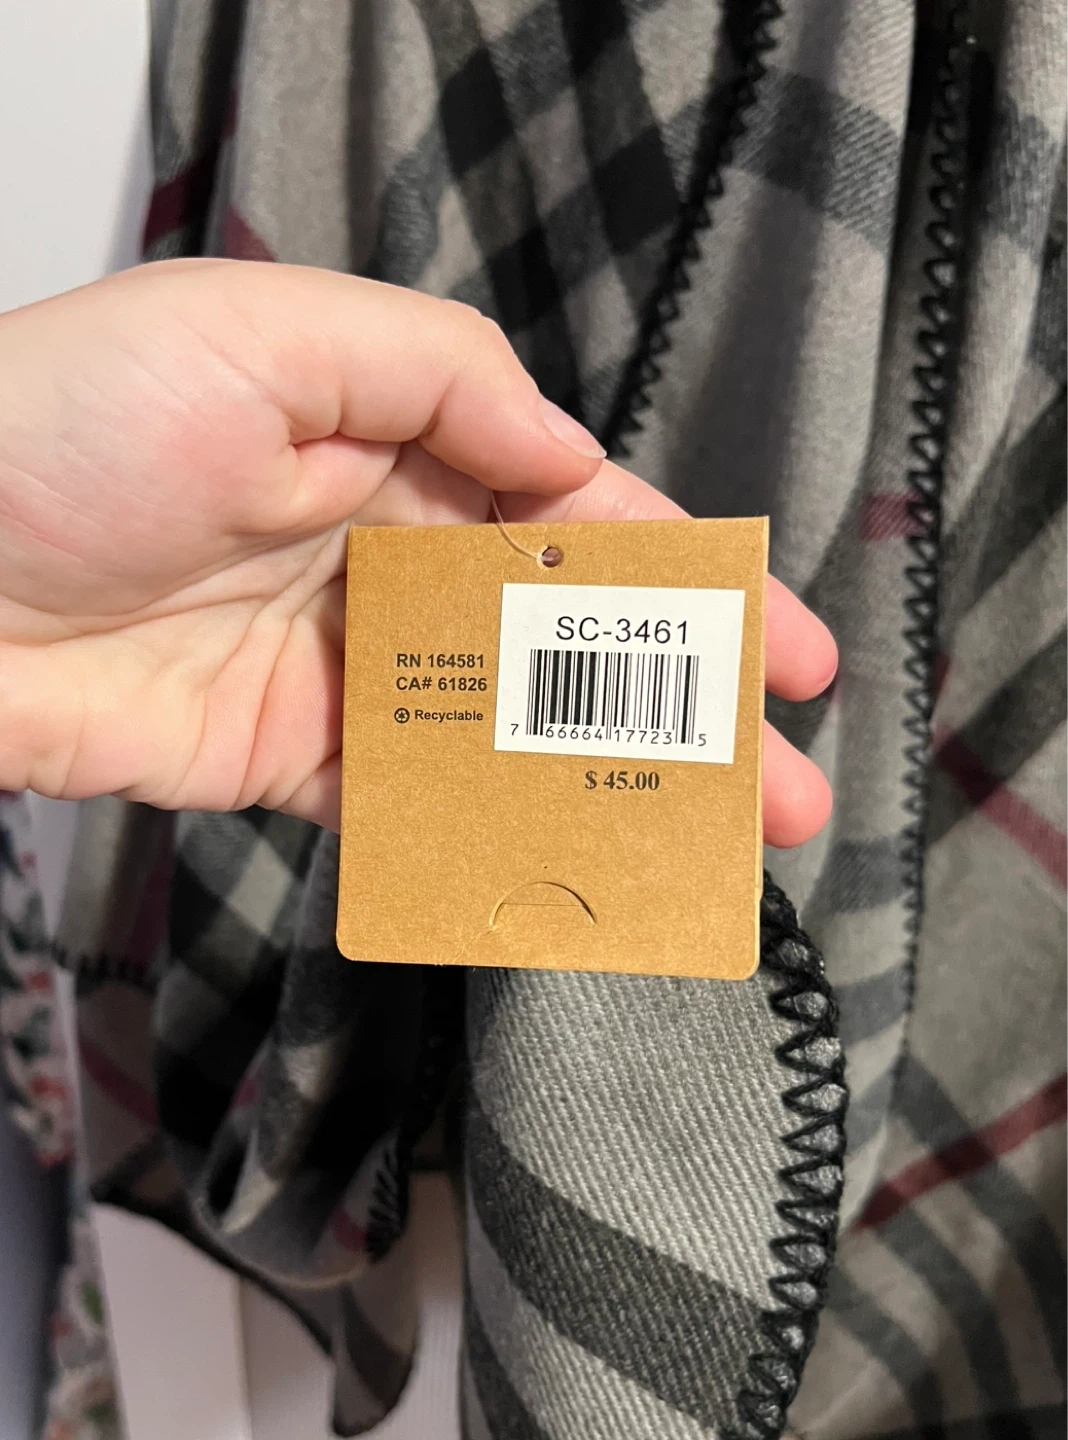 SC-3461
RN 164581
CA# 61826
Recyclable
7 66664 17723 5
$ 45.00